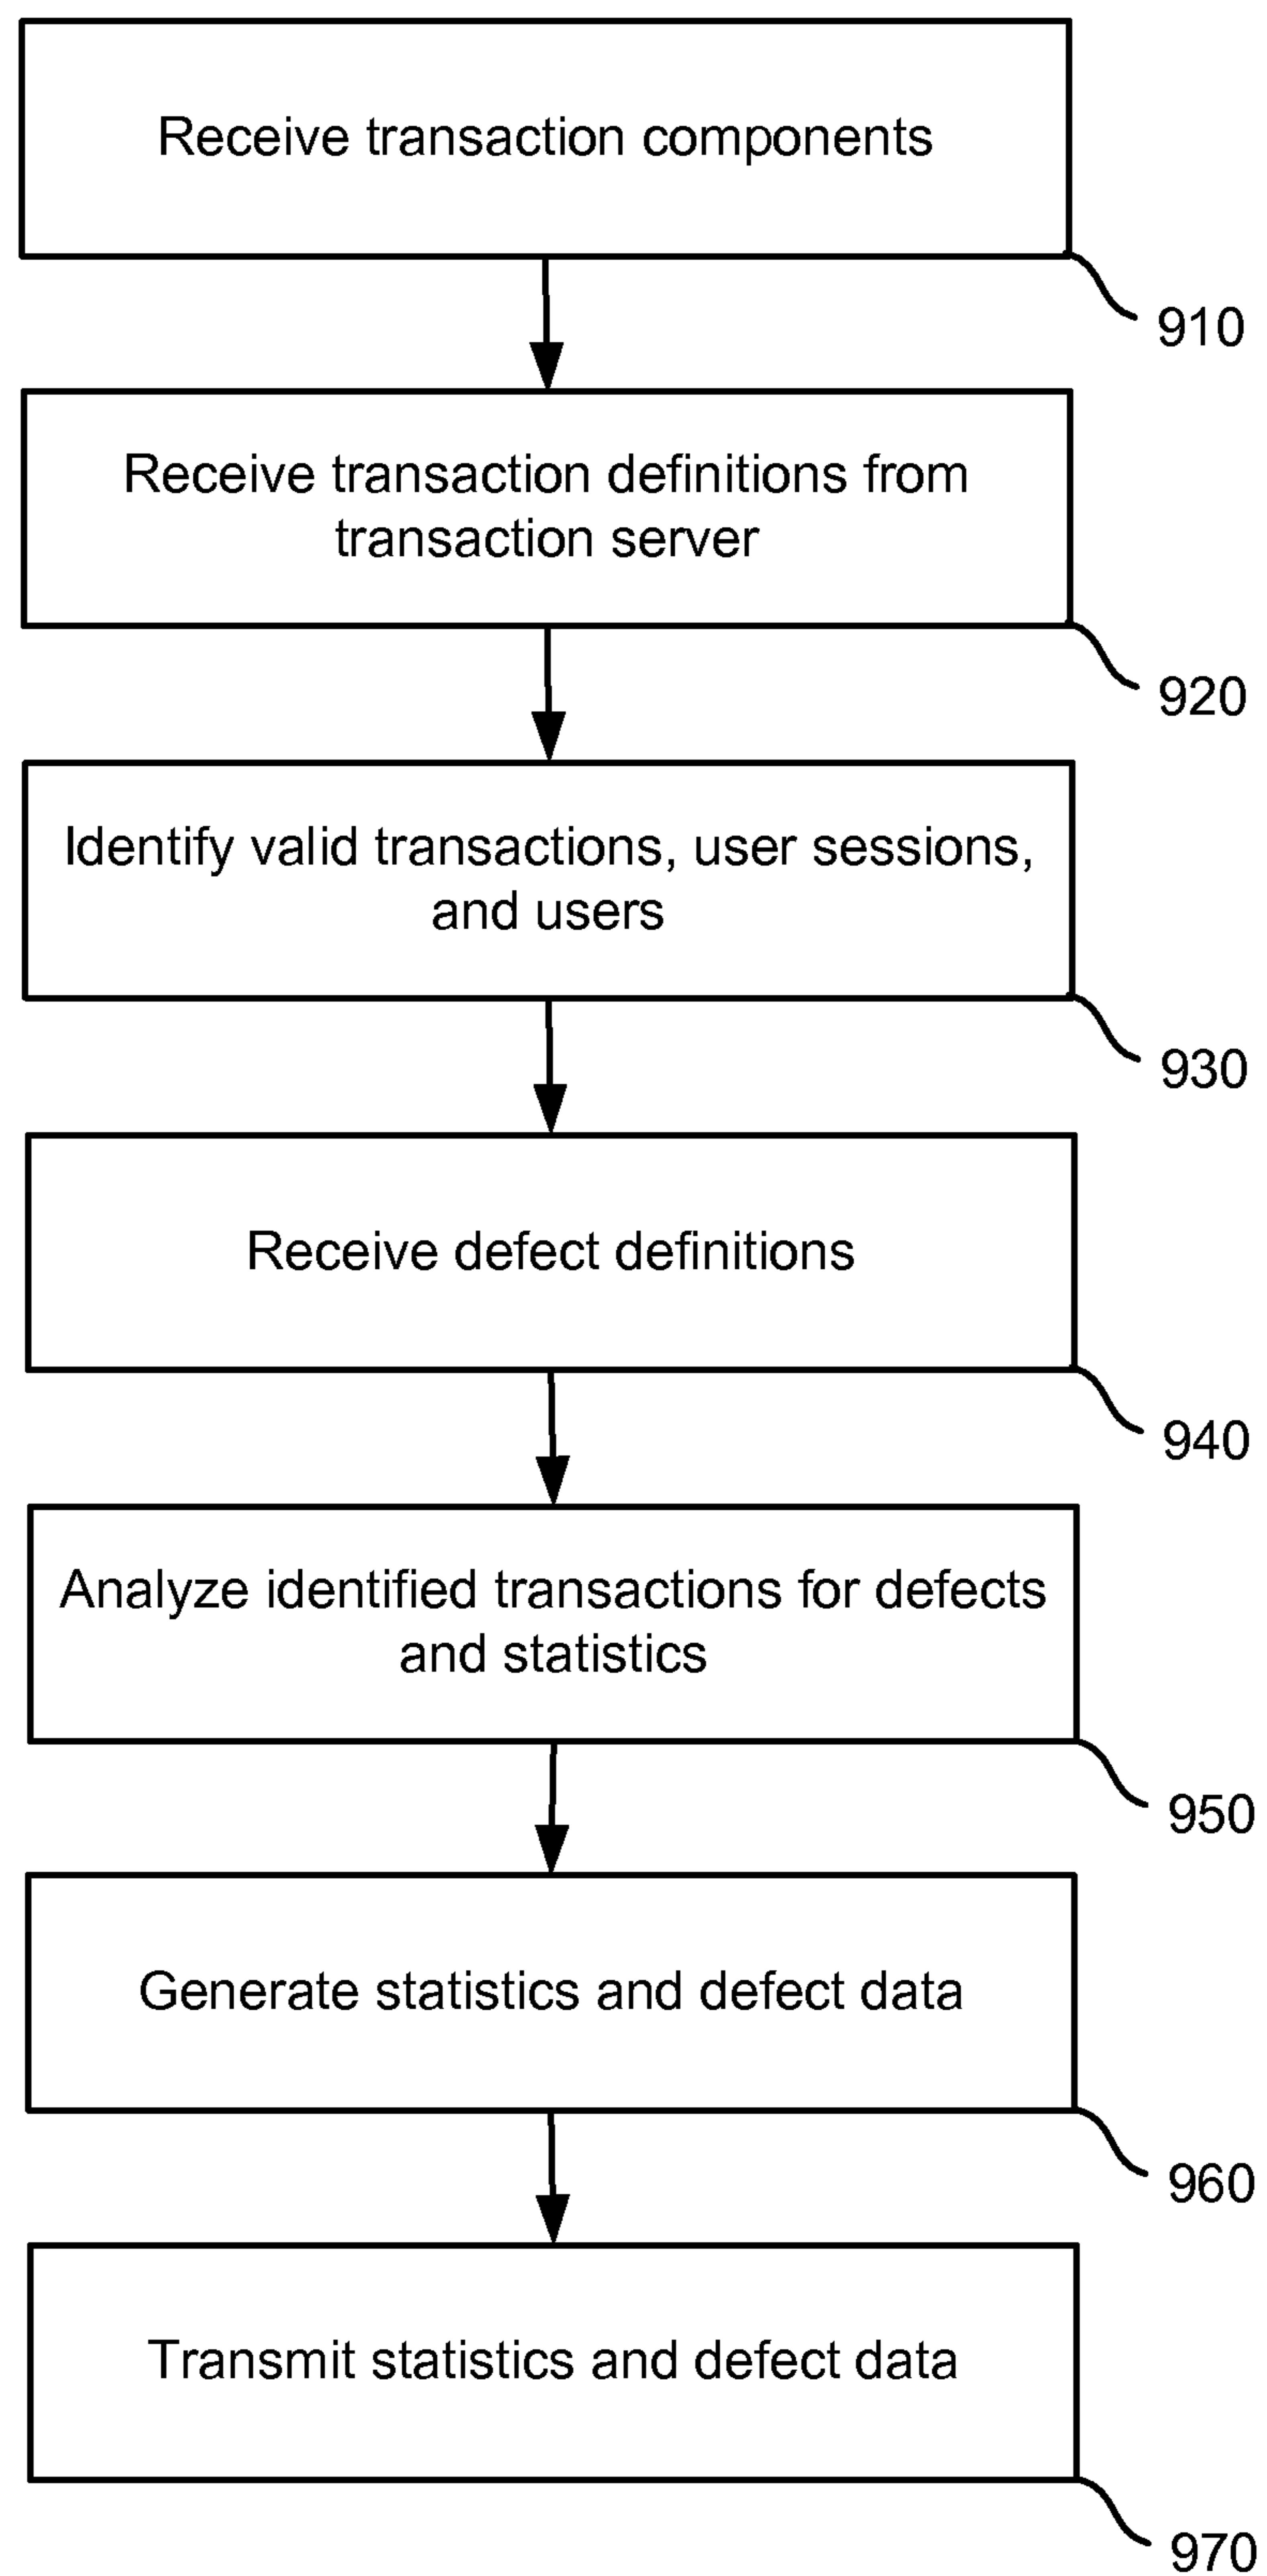 Receive transaction components
910
Receive transaction definitions from
transaction server
920
Identify valid transactions, user sessions,
and users
930
Receive defect definitions
940
Analyze identified transactions for defects
and statistics
950
Generate statistics and defect data
960
Transmit statistics and defect data
970